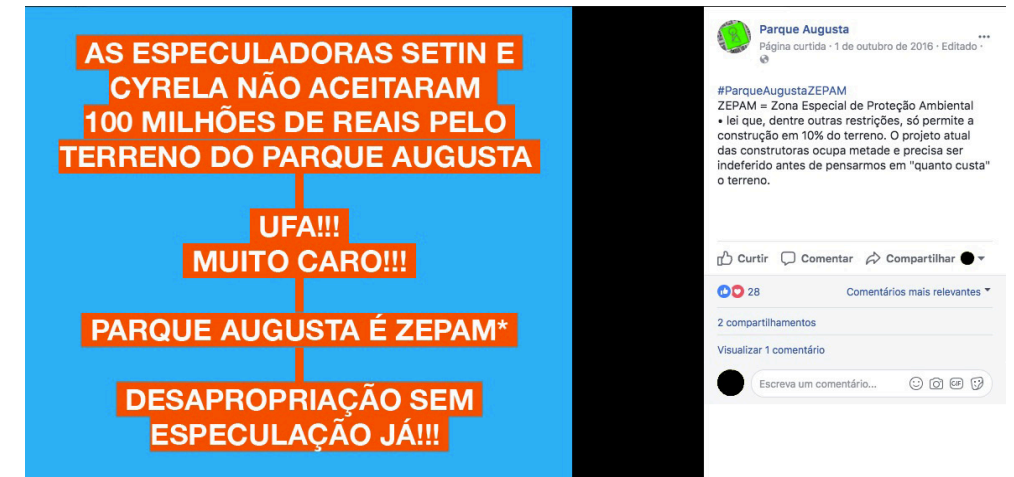 AS ESPECULADORAS SETIN E
CYRELA NÃO ACEITARAM
100 MILHÕES DE REAIS PELO
TERRENO DO PARQUE AUGUSTA
UFA!!!
MUITO CARO!!!
PARQUE AUGUSTA É ZEPAM*
DESAPROPRIAÇÃO SEM
ESPECULAÇÃO JÁ!!!
Parque Augusta
Página curtida · 1 de outubro de 2016 · Editado ·
#ParqueAugustaZEPAM
ZEPAM = Zona Especial de Proteção Ambiental
• lei que, dentre outras restrições, só permite a
construção em 10% do terreno. O projeto atual
das construtoras ocupa metade e precisa ser
indeferido antes de pensarmos em "quanto custa"
o terreno.
Curtir Comentar Compartilhar
28 Comentários mais relevantes
2 compartilhamentos
Visualizar 1 comentário
Escreva um comentário... GIF